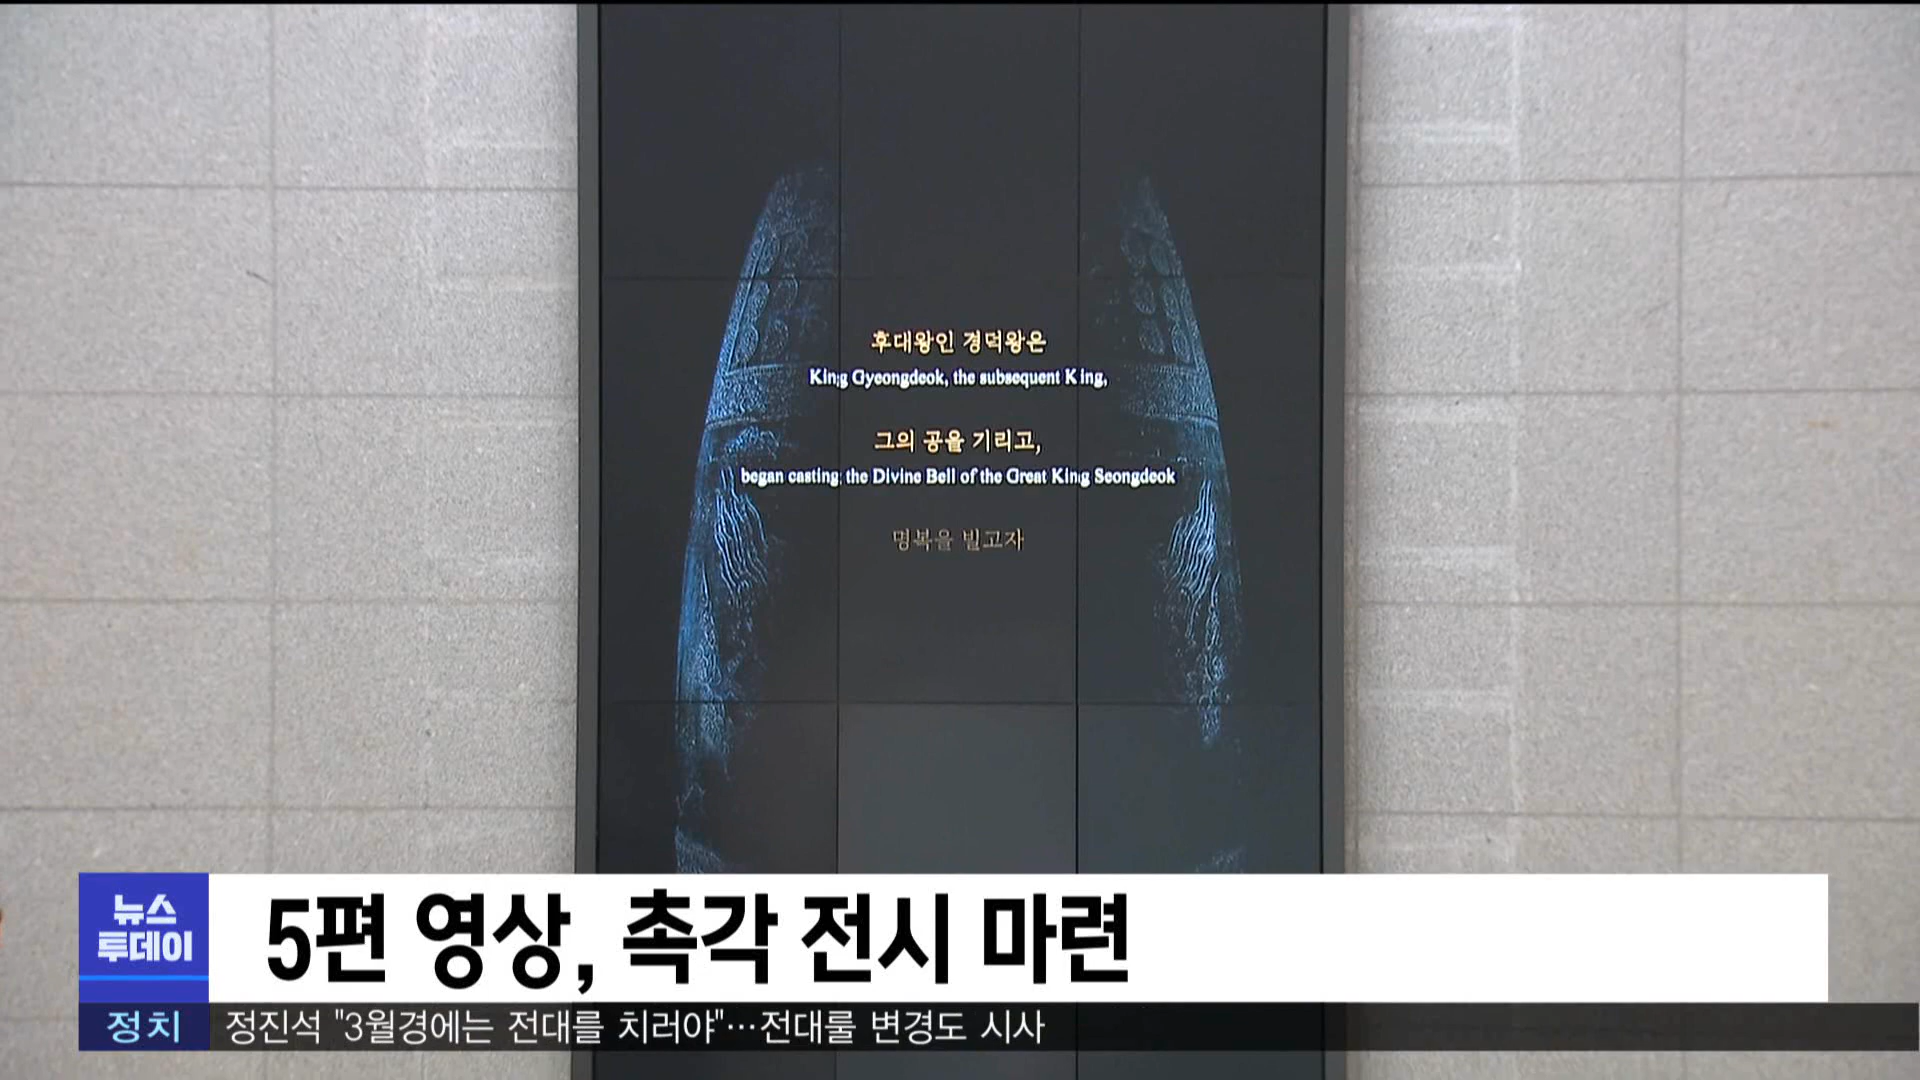 후대왕인 경덕왕은
King Gyeongdeok, the subsequent King,
그의 공을 기리고,
began casting the Divine Bell of the Great King Seongdeok
명복을 빌고자
뉴스
투데이
5편 영상, 촉각 전시 마련
정치
정진석 "3월경에는 전대를 치러야"…전대룰 변경도 시사